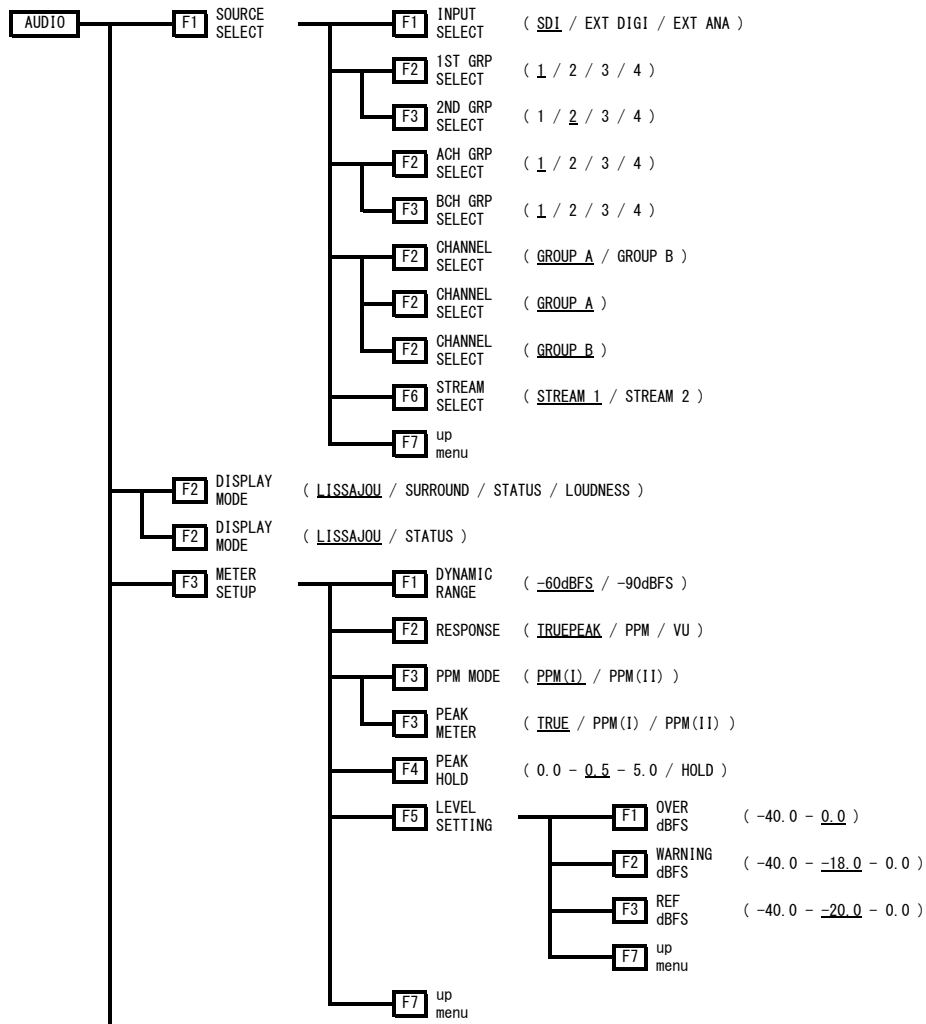 AUDIO F1 SOURCE SELECT F1 INPUT SELECT ( SDI / EXT DIGI / EXT ANA )
F2 1ST GRP SELECT ( 1 / 2 / 3 / 4 )
F3 2ND GRP SELECT ( 1 / 2 / 3 / 4 )
F2 ACH GRP SELECT ( 1 / 2 / 3 / 4 )
F3 BCH GRP SELECT ( 1 / 2 / 3 / 4 )
F2 CHANNEL SELECT ( GROUP A / GROUP B )
F2 CHANNEL SELECT ( GROUP A )
F2 CHANNEL SELECT ( GROUP B )
F6 STREAM SELECT ( STREAM 1 / STREAM 2 )
F7 up menu
F2 DISPLAY MODE ( LISSAJOU / SURROUND / STATUS / LOUDNESS )
F2 DISPLAY MODE ( LISSAJOU / STATUS )
F3 METER SETUP F1 DYNAMIC RANGE ( -60dBFS / -90dBFS )
F2 RESPONSE ( TRUEPEAK / PPM / VU )
F3 PPM MODE ( PPM(I) / PPM(II) )
F3 PEAK METER ( TRUE / PPM(I) / PPM(II) )
F4 PEAK HOLD ( 0.0 - 0.5 - 5.0 / HOLD )
F5 LEVEL SETTING F1 OVER dBFS ( -40.0 - 0.0 )
F2 WARNING dBFS ( -40.0 - -18.0 - 0.0 )
F3 REF dBFS ( -40.0 - -20.0 - 0.0 )
F7 up menu
F7 up menu